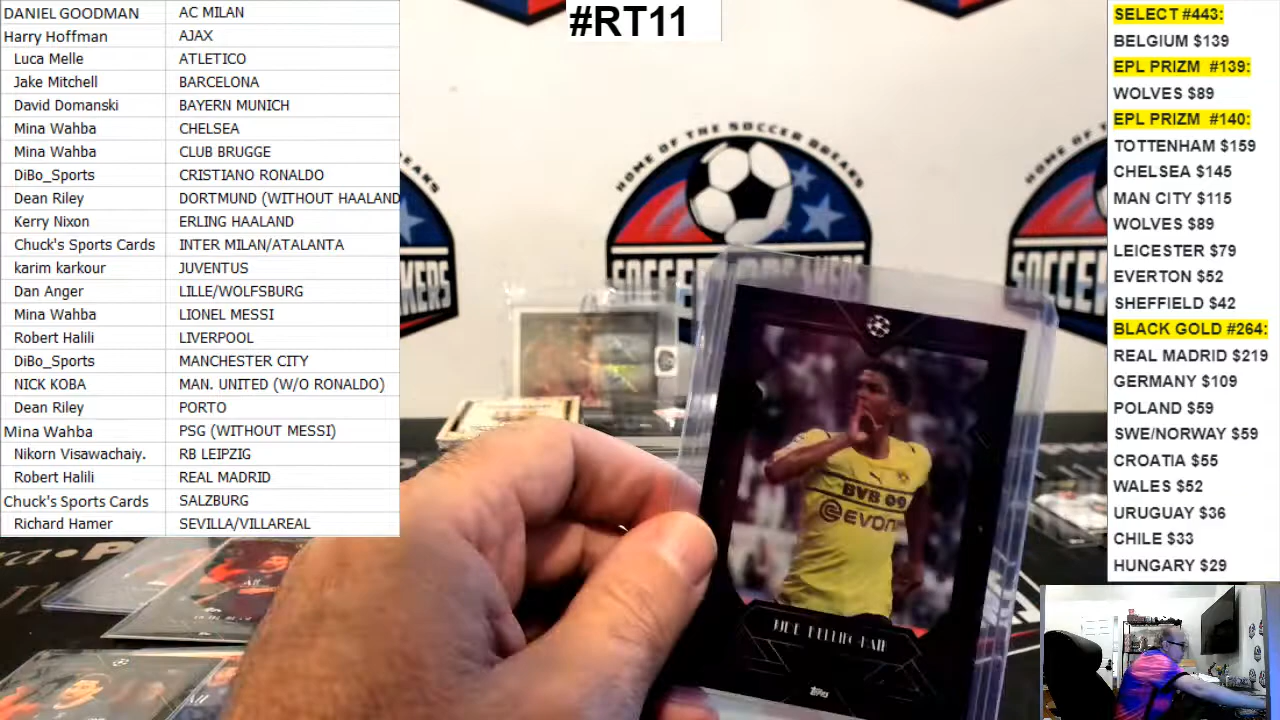 DANIEL GOODMAN AC MILAN
Harry Hoffman AJAX
Luca Melle ATLETICO
Jake Mitchell BARCELONA
David Domanski BAYERN MUNICH
Mina Wahba CHELSEA
Mina Wahba CLUB BRUGGE
DiBo_Sports CRISTIANO RONALDO
Dean Riley DORTMUND (WITHOUT HAALAND
Kerry Nixon ERLING HAALAND
Chuck's Sports Cards INTER MILAN/ATALANTA
karim karkour JUVENTUS
Dan Anger LILLE/WOLFSBURG
Mina Wahba LIONEL MESSI
Robert Halili LIVERPOOL
DiBo_Sports MANCHESTER CITY
NICK KOBA MAN. UNITED (W/O RONALDO)
Dean Riley PORTO
Mina Wahba PSG (WITHOUT MESSI)
Nikorn Visawachaiy. RB LEIPZIG
Robert Halili REAL MADRID
Chuck's Sports Cards SALZBURG
Richard Hamer SEVILLA/VILLAREAL
#RT11
HOME OF THE SOCCER BREAKS
BVB 09
EVON
topps
SELECT #443:
BELGIUM $139
EPL PRIZM #139:
WOLVES $89
EPL PRIZM #140:
TOTTENHAM $159
CHELSEA $145
MAN CITY $115
WOLVES $89
LEICESTER $79
EVERTON $52
SHEFFIELD $42
BLACK GOLD #264:
REAL MADRID $219
GERMANY $109
POLAND $59
SWE/NORWAY $59
CROATIA $55
WALES $52
URUGUAY $36
CHILE $33
HUNGARY $29